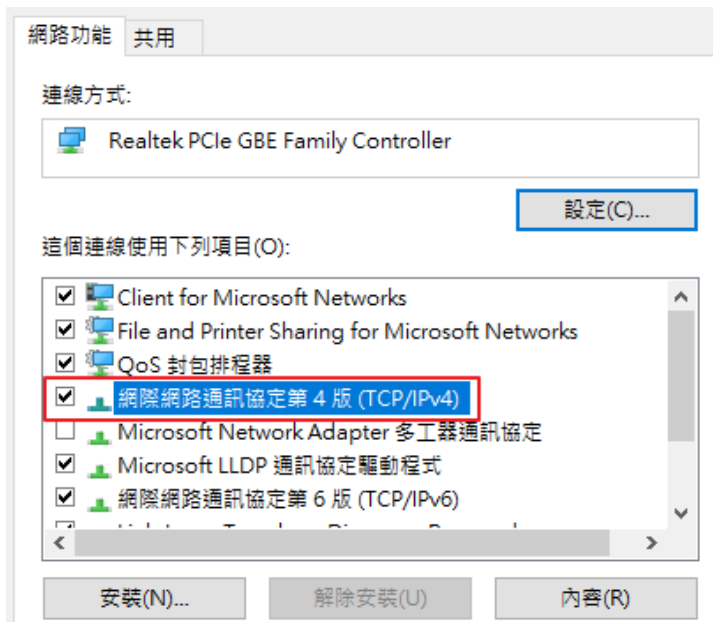 網路功能 共用
連線方式:
Realtek PCIe GBE Family Controller
設定(C)...
這個連線使用下列項目(O):
Client for Microsoft Networks
File and Printer Sharing for Microsoft Networks
QoS 封包排程器
網際網路通訊協定第 4 版 (TCP/IPv4)
Microsoft Network Adapter 多工器通訊協定
Microsoft LLDP 通訊協定驅動程式
網際網路通訊協定第 6 版 (TCP/IPv6)
安裝(N)... 解除安裝(U) 內容(R)